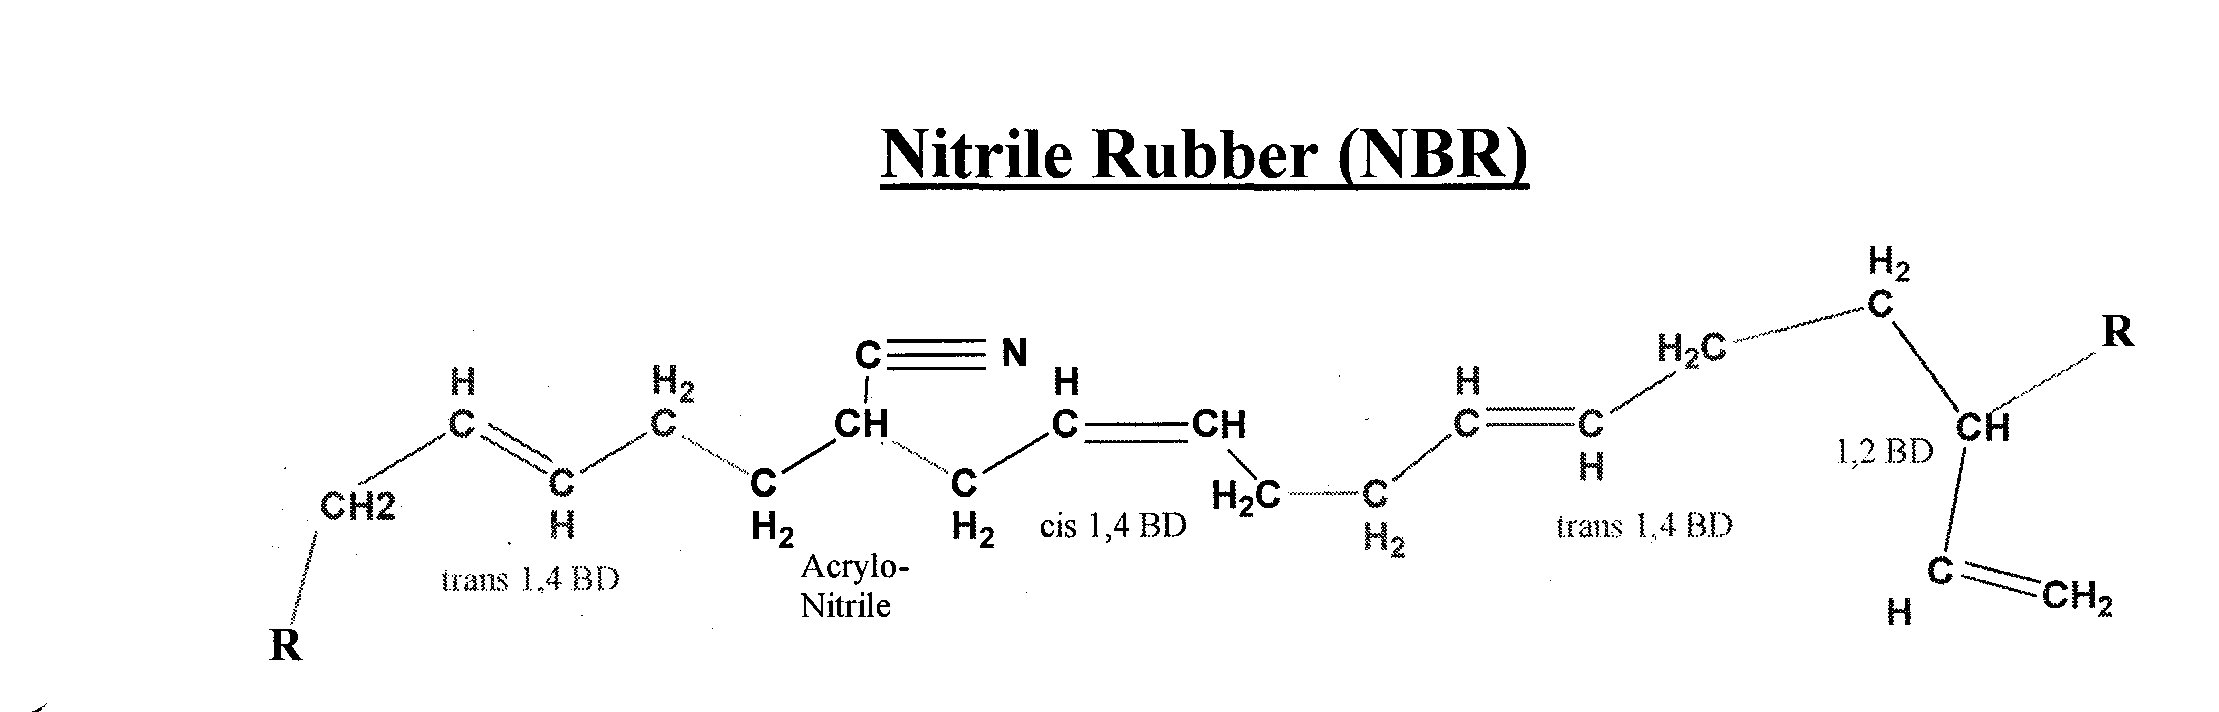 Nitrile Rubber (NBR)
H2
C
R
C N
H2C
H H2 H H
C C CH C CH C C CH
1,2 BD
CH2 C C C H2C C H
H H2 H2 cis 1,4 BD H2 trans 1,4 BD
trans 1,4 BD Acrylo-
Nitrile
C CH2
H
R